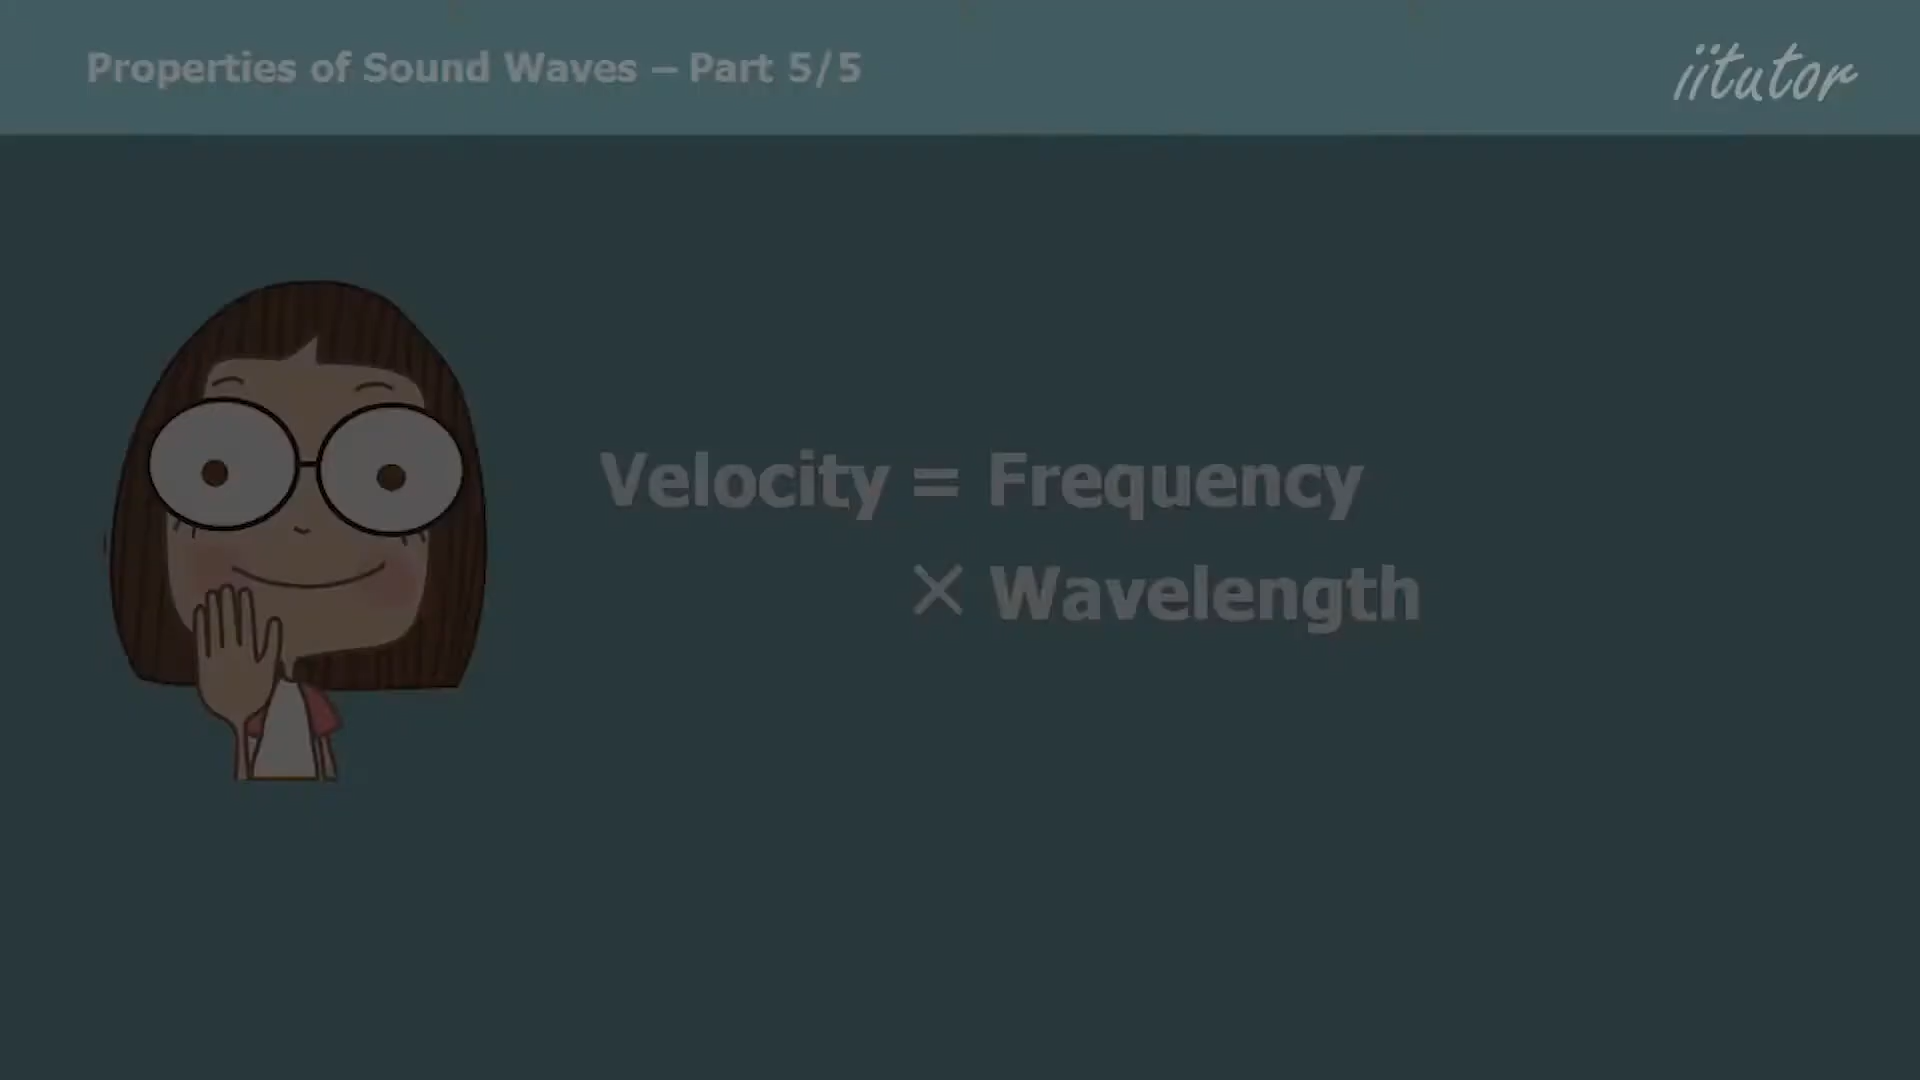 Properties of Sound Waves – Part 5/5
iitutor
Velocity = Frequency
× Wavelength